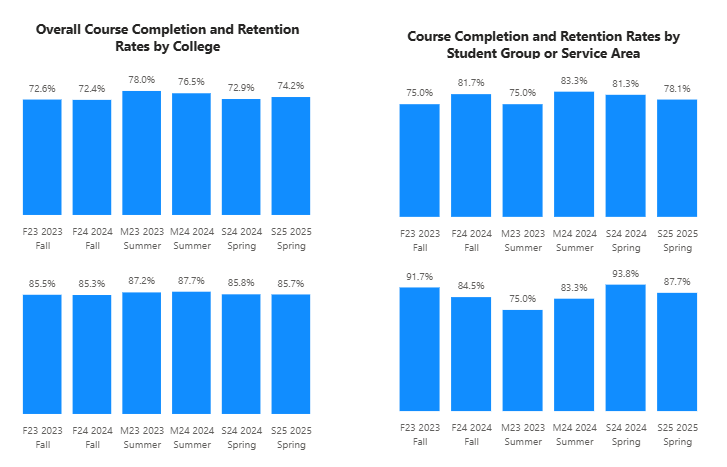 Overall Course Completion and Retention
Rates by College
72.6% 72.4% 78.0% 76.5% 72.9% 74.2%
F23 2023 F24 2024 M23 2023 M24 2024 S24 2024 S25 2025
Fall Fall Summer Summer Spring Spring
85.5% 85.3% 87.2% 87.7% 85.8% 85.7%
F23 2023 F24 2024 M23 2023 M24 2024 S24 2024 S25 2025
Fall Fall Summer Summer Spring Spring
Course Completion and Retention Rates by
Student Group or Service Area
75.0% 81.7% 75.0% 83.3% 81.3% 78.1%
F23 2023 F24 2024 M23 2023 M24 2024 S24 2024 S25 2025
Fall Fall Summer Summer Spring Spring
91.7% 84.5% 75.0% 83.3% 93.8% 87.7%
F23 2023 F24 2024 M23 2023 M24 2024 S24 2024 S25 2025
Fall Fall Summer Summer Spring Spring